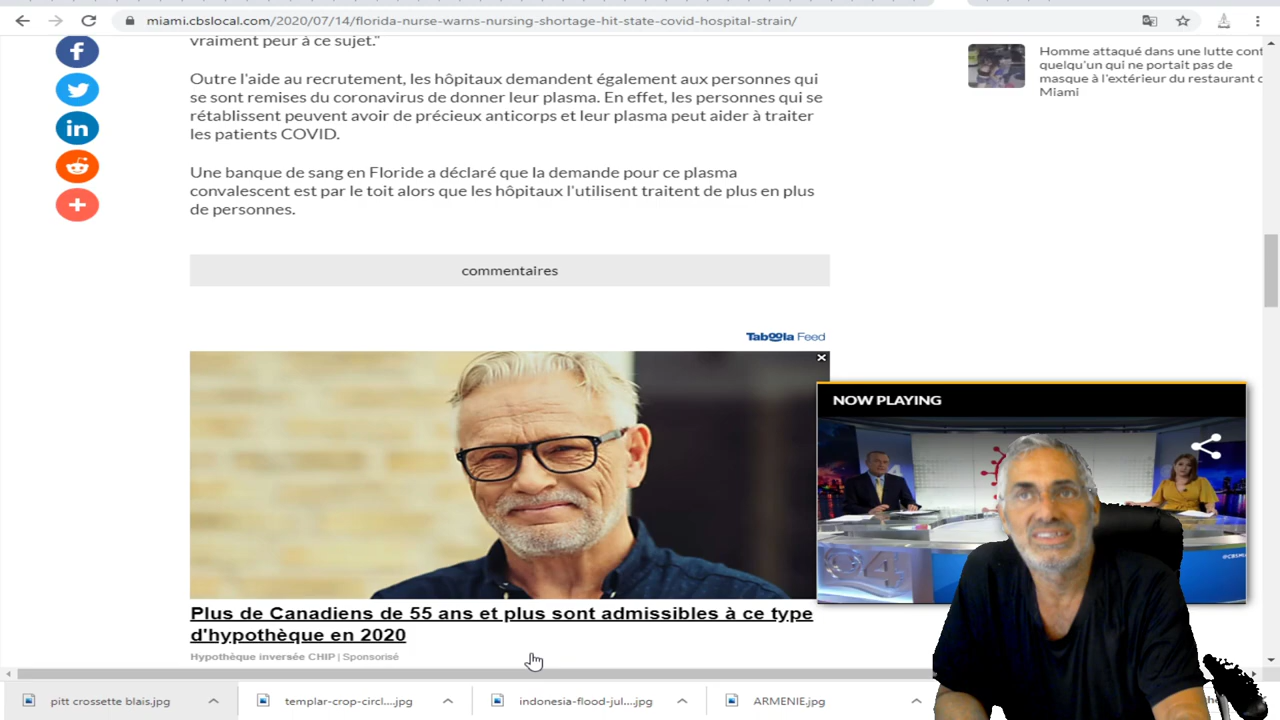 miami.cbslocal.com/2020/07/14/florida-nurse-warns-nursing-shortage-hit-state-covid-hospital-strain/
vraiment peur à ce sujet."
Outre l'aide au recrutement, les hôpitaux demandent également aux personnes qui
se sont remises du coronavirus de donner leur plasma. En effet, les personnes qui se
rétablissent peuvent avoir de précieux anticorps et leur plasma peut aider à traiter
les patients COVID.
Une banque de sang en Floride a déclaré que la demande pour ce plasma
convalescent est par le toit alors que les hôpitaux l'utilisent traitent de plus en plus
de personnes.
commentaires
Taboola Feed
Plus de Canadiens de 55 ans et plus sont admissibles à ce type
d'hypothèque en 2020
Hypothèque inversée CHIP | Sponsorisé
Homme attaqué dans une lutte
quelqu'un qui ne portait pas de
masque à l'extérieur du restaurant
Miami
NOW PLAYING
4
pitt crossette blais.jpg
templar-crop-circl....jpg
indonesia-flood-jul...jpg
ARMENIE.jpg